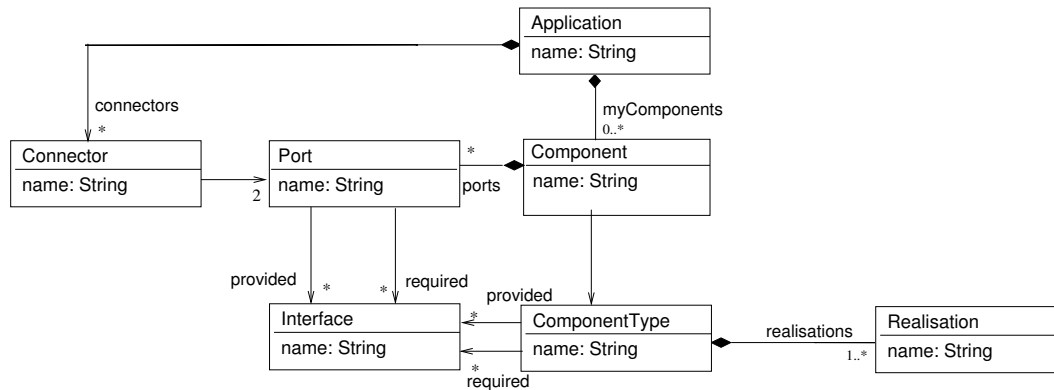 Application
name: String
connectors
*
myComponents
0..*
Connector
name: String
2
Port
name: String
*
ports
Component
name: String
provided
*
*
required
provided
*
*
required
Interface
name: String
ComponentType
name: String
realisations
1..*
Realisation
name: String